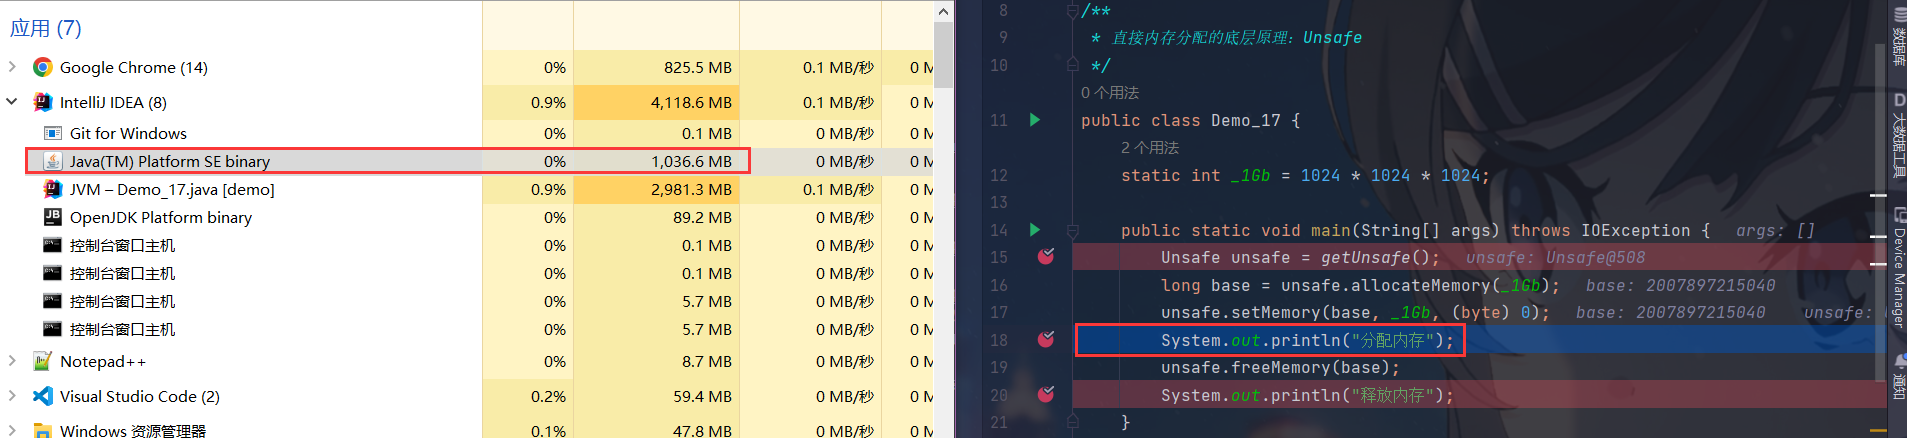 应用 (7)
Google Chrome (14) 0% 825.5 MB 0.1 MB/秒 0 M
IntelliJ IDEA (8) 0.9% 4,118.6 MB 0.1 MB/秒 0 M
Git for Windows 0% 0.1 MB 0 MB/秒 0 M
Java(TM) Platform SE binary 0% 1,036.6 MB 0 MB/秒 0 M
JVM – Demo_17.java [demo] 0.9% 2,981.3 MB 0.1 MB/秒 0 M
OpenJDK Platform binary 0% 89.2 MB 0 MB/秒 0 M
控制台窗口主机 0% 0.1 MB 0 MB/秒 0 M
控制台窗口主机 0% 0.1 MB 0 MB/秒 0 M
控制台窗口主机 0% 5.7 MB 0 MB/秒 0 M
控制台窗口主机 0% 5.7 MB 0 MB/秒 0 M
Notepad++ 0% 8.7 MB 0 MB/秒 0 M
Visual Studio Code (2) 0.2% 59.4 MB 0 MB/秒 0 M
Windows 资源管理器 0.1% 47.8 MB 0 MB/秒 0 M
8 /**
9 * 直接内存分配的底层原理：Unsafe
10 */
0 个用法
11 public class Demo_17 {
2 个用法
12 static int _1Gb = 1024 * 1024 * 1024;
13
14 public static void main(String[] args) throws IOException { args: []
15 Unsafe unsafe = getUnsafe(); unsafe: Unsafe@508
16 long base = unsafe.allocateMemory(_1Gb); base: 2007897215040
17 unsafe.setMemory(base, _1Gb, (byte) 0); base: 2007897215040 unsafe:
18 System.out.println("分配内存");
19 unsafe.freeMemory(base);
20 System.out.println("释放内存");
21 }
数据库
D 大数据工具
Device Manager
通知